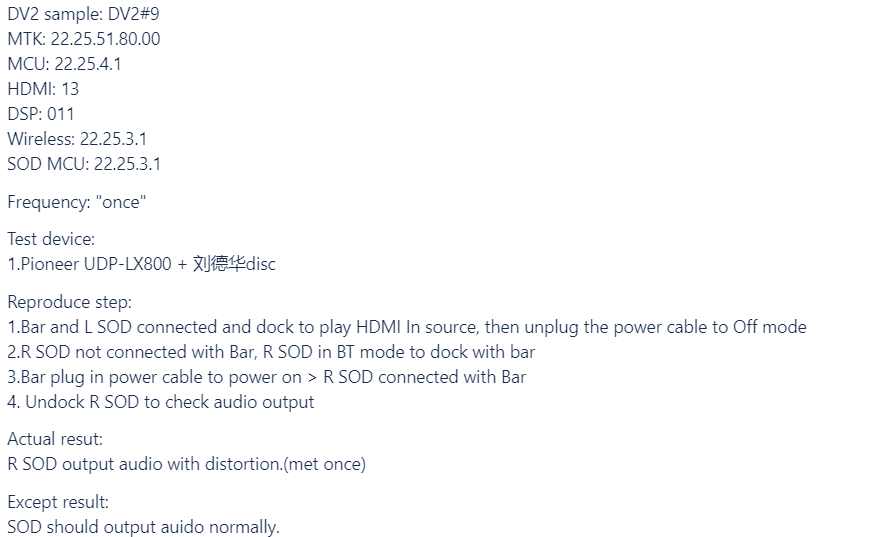 DV2 sample: DV2#9
MTK: 22.25.51.80.00
MCU: 22.25.4.1
HDMI: 13
DSP: 011
Wireless: 22.25.3.1
SOD MCU: 22.25.3.1
Frequency: "once"
Test device:
1.Pioneer UDP-LX800 + 刘德华disc
Reproduce step:
1.Bar and L SOD connected and dock to play HDMI In source, then unplug the power cable to Off mode
2.R SOD not connected with Bar, R SOD in BT mode to dock with bar
3.Bar plug in power cable to power on > R SOD connected with Bar
4. Undock R SOD to check audio output
Actual resut:
R SOD output audio with distortion.(met once)
Except result:
SOD should output auido normally.